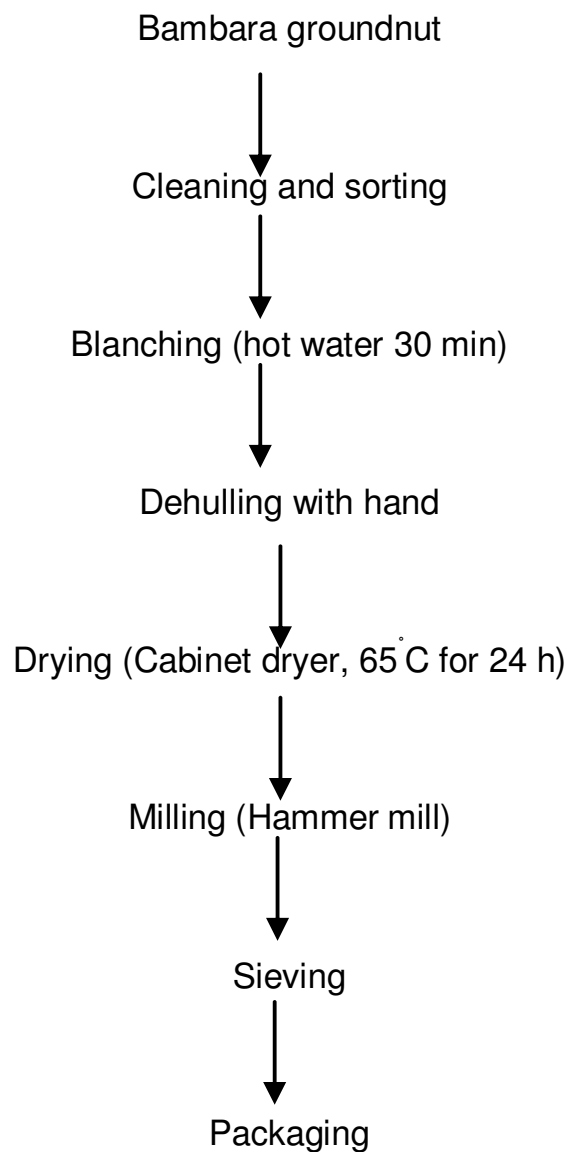 Bambara groundnut
Cleaning and sorting
Blanching (hot water 30 min)
Dehulling with hand
Drying (Cabinet dryer, 65°C for 24 h)
Milling (Hammer mill)
Sieving
Packaging